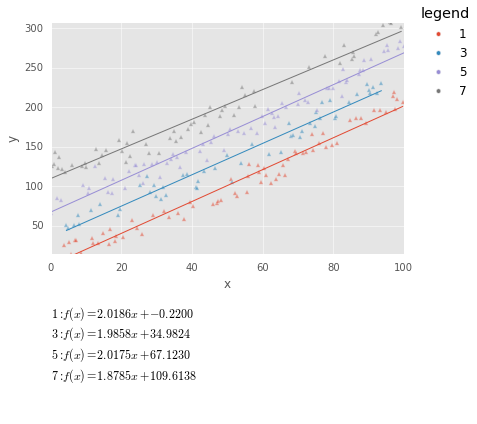 legend
1
3
5
7
300
250
200
150
100
50
y
0 20 40 60 80 100
x
1 : f(x) = 2.0186x + −0.2200
3 : f(x) = 1.9858x + 34.9824
5 : f(x) = 2.0175x + 67.1230
7 : f(x) = 1.8785x + 109.6138